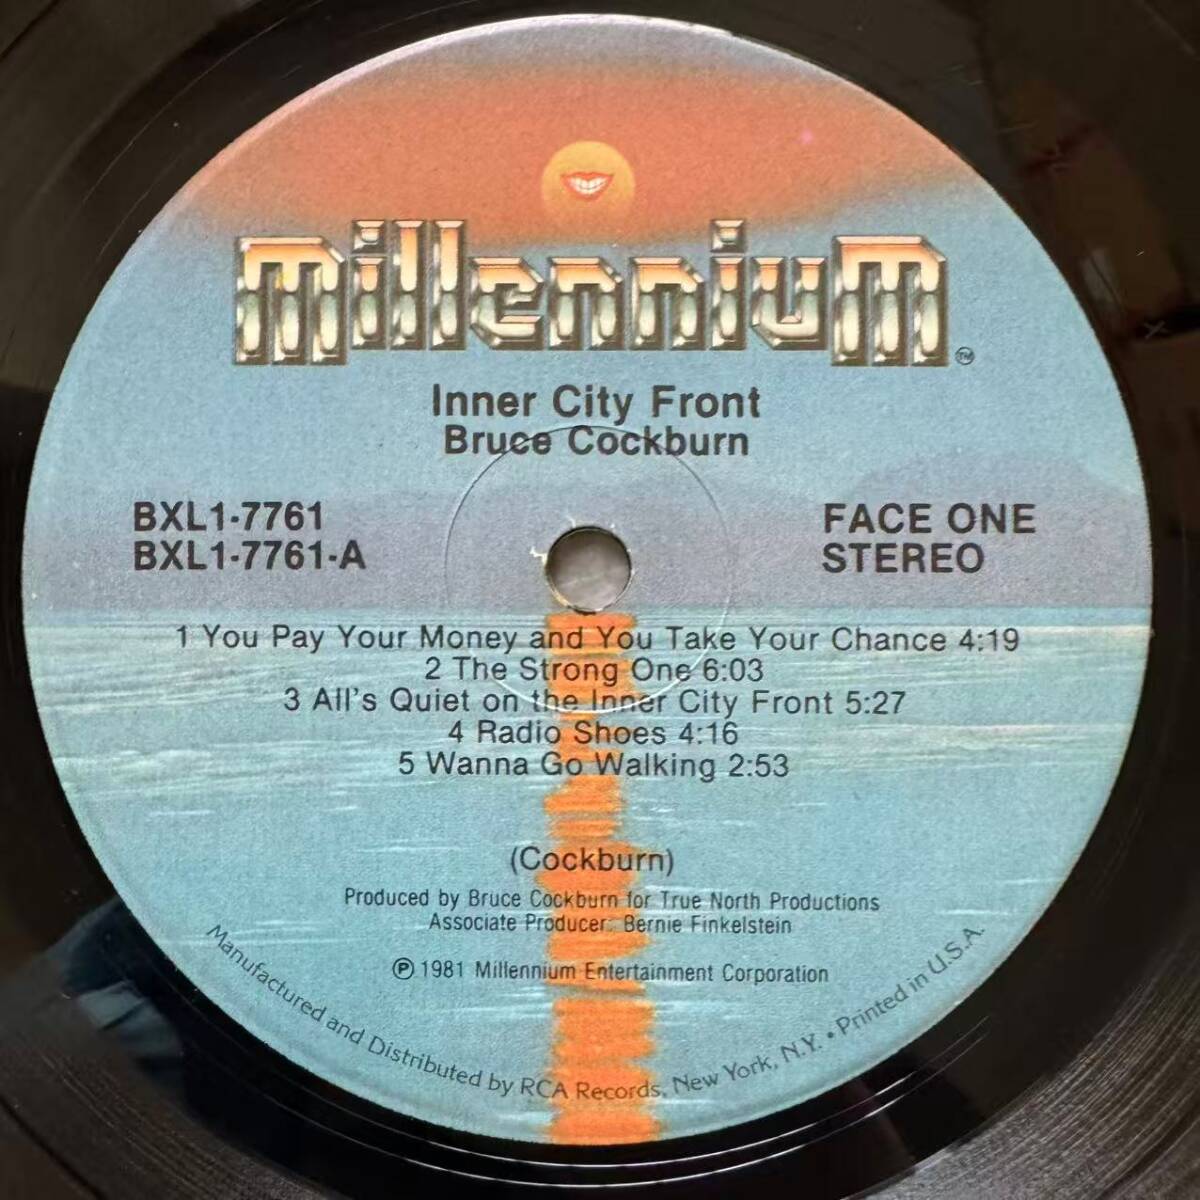 Millennium TM.
Inner City Front
Bruce Cockburn
BXL1-7761
BXL1-7761-A
FACE ONE
STEREO
1 You Pay Your Money and You Take Your Chance 4:19
2 The Strong One 6:03
3 All's Quiet on the Inner City Front 5:27
4 Radio Shoes 4:16
5 Wanna Go Walking 2:53
(Cockburn)
Produced by Bruce Cockburn for True North Productions
Associate Producer: Bernie Finkelstein
℗ 1981 Millennium Entertainment Corporation
Manufactured and Distributed by RCA Records, New York, N.Y. • Printed in U.S.A.